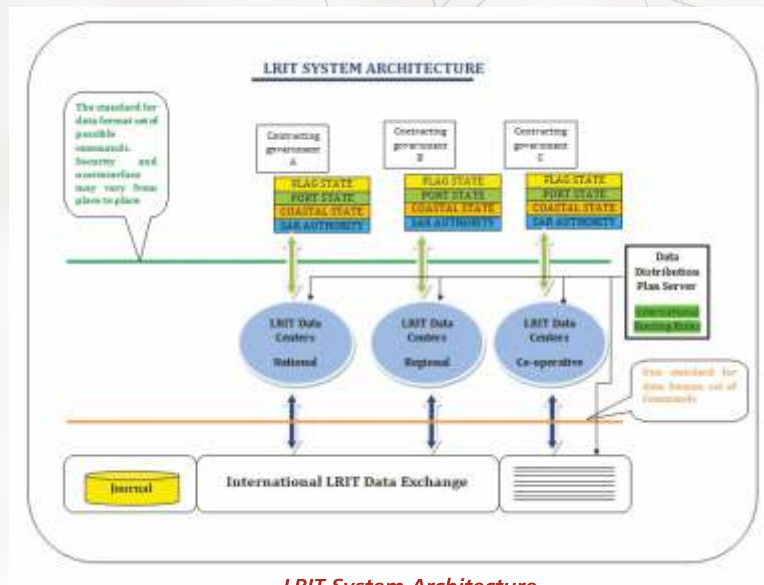 LRIT SYSTEM ARCHITECTURE
The standard for
data format set of
possible
commands.
Security and
userinterface
may vary from
place to place
Contracting
government
A
FLAG STATE
PORT STATE
COASTAL STATE
SAR AUTHORITY
Contracting
government
B
FLAG STATE
PORT STATE
COASTAL STATE
SAR AUTHORITY
Contracting
government
C
FLAG STATE
PORT STATE
COASTAL STATE
SAR AUTHORITY
Data
Distribution
Plan Server
International
Routing Rules
LRIT Data
Centers
National
LRIT Data
Centers
Regional
LRIT Data
Centers
Co-operative
standard for
data format set of
Commands
Journal
International LRIT Data Exchange
LRIT System Architecture